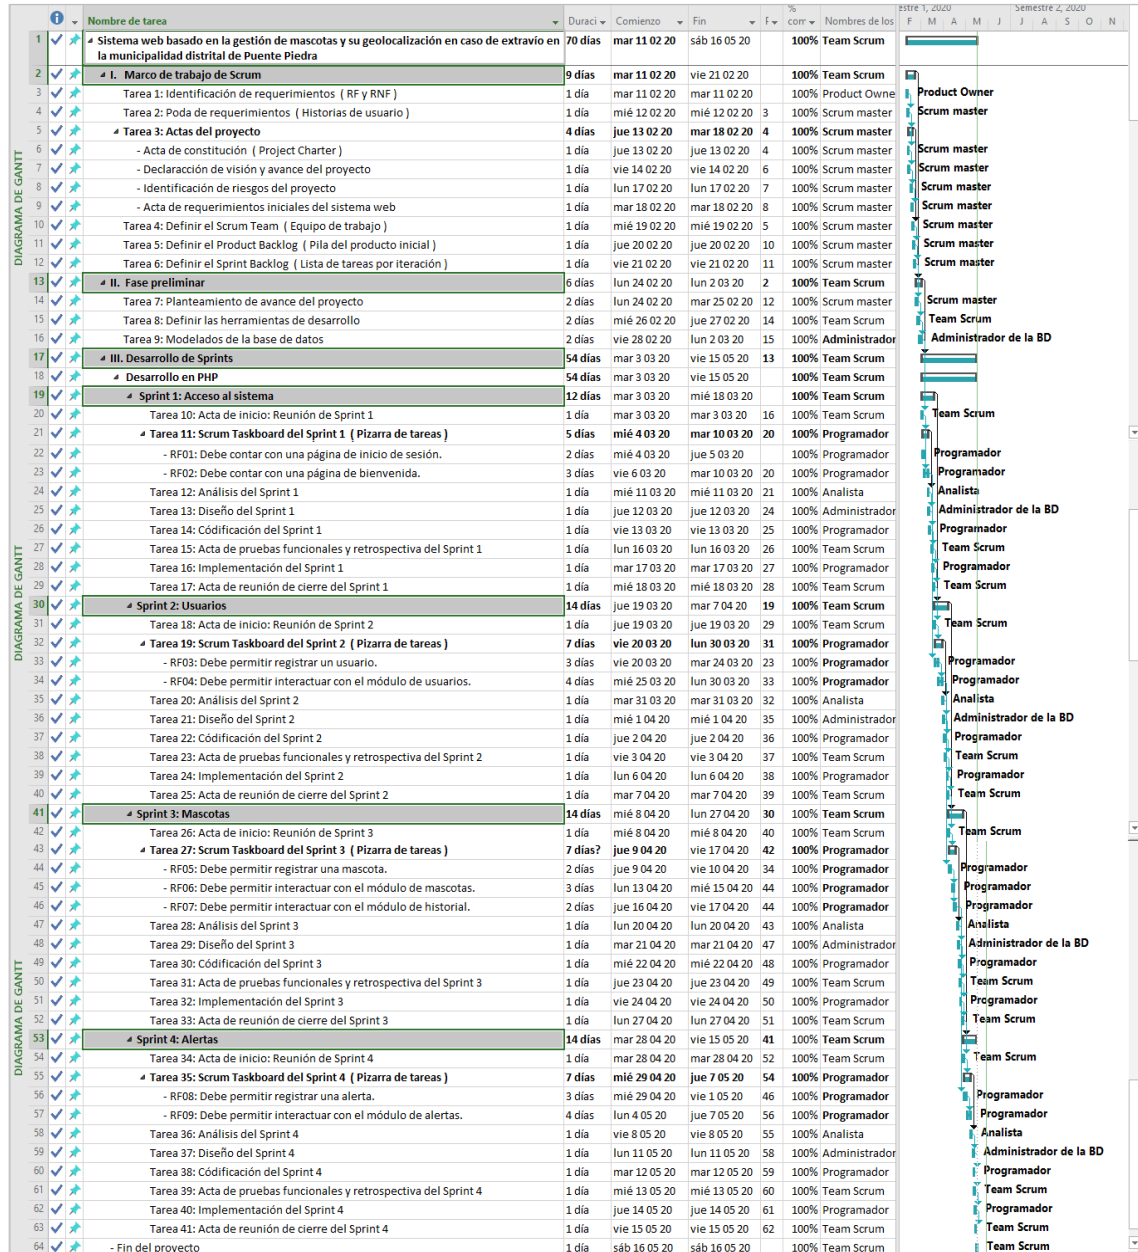 estre 1, 2020 Semestre 2, 2020
Nombre de tarea Duraci Comienzo Fin F % com Nombres de los F M A M J J A S O N
1 Sistema web basado en la gestión de mascotas y su geolocalización en caso de extravío en la municipalidad distrital de Puente Piedra 70 días mar 11 02 20 sáb 16 05 20 100% Team Scrum
2 I. Marco de trabajo de Scrum 9 días mar 11 02 20 vie 21 02 20 100% Team Scrum
3 Tarea 1: Identificación de requerimientos ( RF y RNF ) 1 día mar 11 02 20 mar 11 02 20 100% Product Owne Product Owner
4 Tarea 2: Poda de requerimientos ( Historias de usuario ) 1 día mié 12 02 20 mié 12 02 20 3 100% Scrum master Scrum master
5 Tarea 3: Actas del proyecto 4 días jue 13 02 20 mar 18 02 20 4 100% Scrum master
6 - Acta de constitución ( Project Charter ) 1 día jue 13 02 20 jue 13 02 20 4 100% Scrum master Scrum master
7 - Declaracción de visión y avance del proyecto 1 día vie 14 02 20 vie 14 02 20 6 100% Scrum master Scrum master
8 - Identificación de riesgos del proyecto 1 día lun 17 02 20 lun 17 02 20 7 100% Scrum master Scrum master
9 - Acta de requerimientos iniciales del sistema web 1 día mar 18 02 20 mar 18 02 20 8 100% Scrum master Scrum master
10 Tarea 4: Definir el Scrum Team ( Equipo de trabajo ) 1 día mié 19 02 20 mié 19 02 20 5 100% Scrum master Scrum master
11 Tarea 5: Definir el Product Backlog ( Pila del producto inicial ) 1 día jue 20 02 20 jue 20 02 20 10 100% Scrum master Scrum master
12 Tarea 6: Definir el Sprint Backlog ( Lista de tareas por iteración ) 1 día vie 21 02 20 vie 21 02 20 11 100% Scrum master Scrum master
DIAGRAMA DE GANTT
13 II. Fase preliminar 6 días lun 24 02 20 lun 2 03 20 2 100% Team Scrum
14 Tarea 7: Planteamiento de avance del proyecto 2 días lun 24 02 20 mar 25 02 20 12 100% Scrum master Scrum master
15 Tarea 8: Definir las herramientas de desarrollo 2 días mié 26 02 20 jue 27 02 20 14 100% Team Scrum Team Scrum
16 Tarea 9: Modelados de la base de datos 2 días vie 28 02 20 lun 2 03 20 15 100% Administrador Administrador de la BD
17 III. Desarrollo de Sprints 54 días mar 3 03 20 vie 15 05 20 13 100% Team Scrum
18 Desarrollo en PHP 54 días mar 3 03 20 vie 15 05 20 100% Team Scrum
19 Sprint 1: Acceso al sistema 12 días mar 3 03 20 mié 18 03 20 100% Team Scrum
20 Tarea 10: Acta de inicio: Reunión de Sprint 1 1 día mar 3 03 20 mar 3 03 20 16 100% Team Scrum Team Scrum
21 Tarea 11: Scrum Taskboard del Sprint 1 ( Pizarra de tareas ) 5 días mié 4 03 20 mar 10 03 20 20 100% Programador
22 - RF01: Debe contar con una página de inicio de sesión. 2 días mié 4 03 20 jue 5 03 20 100% Programador Programador
23 - RF02: Debe contar con una página de bienvenida. 3 días vie 6 03 20 mar 10 03 20 20 100% Programador Programador
24 Tarea 12: Análisis del Sprint 1 1 día mié 11 03 20 mié 11 03 20 21 100% Analista Analista
25 Tarea 13: Diseño del Sprint 1 1 día jue 12 03 20 jue 12 03 20 24 100% Administrador Administrador de la BD
26 Tarea 14: Códificación del Sprint 1 1 día vie 13 03 20 vie 13 03 20 25 100% Programador Programador
27 Tarea 15: Acta de pruebas funcionales y retrospectiva del Sprint 1 1 día lun 16 03 20 lun 16 03 20 26 100% Team Scrum Team Scrum
28 Tarea 16: Implementación del Sprint 1 1 día mar 17 03 20 mar 17 03 20 27 100% Programador Programador
29 Tarea 17: Acta de reunión de cierre del Sprint 1 1 día mié 18 03 20 mié 18 03 20 28 100% Team Scrum Team Scrum
DIAGRAMA DE GANTT
30 Sprint 2: Usuarios 14 días jue 19 03 20 mar 7 04 20 19 100% Team Scrum
31 Tarea 18: Acta de inicio: Reunión de Sprint 2 1 día jue 19 03 20 jue 19 03 20 29 100% Team Scrum Team Scrum
32 Tarea 19: Scrum Taskboard del Sprint 2 ( Pizarra de tareas ) 7 días vie 20 03 20 lun 30 03 20 31 100% Programador
33 - RF03: Debe permitir registrar un usuario. 3 días vie 20 03 20 mar 24 03 20 23 100% Programador Programador
34 - RF04: Debe permitir interactuar con el módulo de usuarios. 4 días mié 25 03 20 lun 30 03 20 33 100% Programador Programador
35 Tarea 20: Análisis del Sprint 2 1 día mar 31 03 20 mar 31 03 20 32 100% Analista Analista
36 Tarea 21: Diseño del Sprint 2 1 día mié 1 04 20 mié 1 04 20 35 100% Administrador Administrador de la BD
37 Tarea 22: Códificación del Sprint 2 1 día jue 2 04 20 jue 2 04 20 36 100% Programador Programador
38 Tarea 23: Acta de pruebas funcionales y retrospectiva del Sprint 2 1 día vie 3 04 20 vie 3 04 20 37 100% Team Scrum Team Scrum
39 Tarea 24: Implementación del Sprint 2 1 día lun 6 04 20 lun 6 04 20 38 100% Programador Programador
40 Tarea 25: Acta de reunión de cierre del Sprint 2 1 día mar 7 04 20 mar 7 04 20 39 100% Team Scrum Team Scrum
41 Sprint 3: Mascotas 14 días mié 8 04 20 lun 27 04 20 30 100% Team Scrum
42 Tarea 26: Acta de inicio: Reunión de Sprint 3 1 día mié 8 04 20 mié 8 04 20 40 100% Team Scrum Team Scrum
43 Tarea 27: Scrum Taskboard del Sprint 3 ( Pizarra de tareas ) 7 días? jue 9 04 20 vie 17 04 20 42 100% Programador
44 - RF05: Debe permitir registrar una mascota. 2 días jue 9 04 20 vie 10 04 20 34 100% Programador Programador
45 - RF06: Debe permitir interactuar con el módulo de mascotas. 3 días lun 13 04 20 mié 15 04 20 44 100% Programador Programador
46 - RF07: Debe permitir interactuar con el módulo de historial. 2 días jue 16 04 20 vie 17 04 20 44 100% Programador Programador
47 Tarea 28: Análisis del Sprint 3 1 día lun 20 04 20 lun 20 04 20 43 100% Analista Analista
48 Tarea 29: Diseño del Sprint 3 1 día mar 21 04 20 mar 21 04 20 47 100% Administrador Administrador de la BD
49 Tarea 30: Códificación del Sprint 3 1 día mié 22 04 20 mié 22 04 20 48 100% Programador Programador
50 Tarea 31: Acta de pruebas funcionales y retrospectiva del Sprint 3 1 día jue 23 04 20 jue 23 04 20 49 100% Team Scrum Team Scrum
51 Tarea 32: Implementación del Sprint 3 1 día vie 24 04 20 vie 24 04 20 50 100% Programador Programador
52 Tarea 33: Acta de reunión de cierre del Sprint 3 1 día lun 27 04 20 lun 27 04 20 51 100% Team Scrum Team Scrum
DIAGRAMA DE GANTT
53 Sprint 4: Alertas 14 días mar 28 04 20 vie 15 05 20 41 100% Team Scrum
54 Tarea 34: Acta de inicio: Reunión de Sprint 4 1 día mar 28 04 20 mar 28 04 20 52 100% Team Scrum Team Scrum
55 Tarea 35: Scrum Taskboard del Sprint 4 ( Pizarra de tareas ) 7 días mié 29 04 20 jue 7 05 20 54 100% Programador
56 - RF08: Debe permitir registrar una alerta. 3 días mié 29 04 20 vie 1 05 20 46 100% Programador Programador
57 - RF09: Debe permitir interactuar con el módulo de alertas. 4 días lun 4 05 20 jue 7 05 20 56 100% Programador Programador
58 Tarea 36: Análisis del Sprint 4 1 día vie 8 05 20 vie 8 05 20 55 100% Analista Analista
59 Tarea 37: Diseño del Sprint 4 1 día lun 11 05 20 lun 11 05 20 58 100% Administrador Administrador de la BD
60 Tarea 38: Códificación del Sprint 4 1 día mar 12 05 20 mar 12 05 20 59 100% Programador Programador
61 Tarea 39: Acta de pruebas funcionales y retrospectiva del Sprint 4 1 día mié 13 05 20 mié 13 05 20 60 100% Team Scrum Team Scrum
62 Tarea 40: Implementación del Sprint 4 1 día jue 14 05 20 jue 14 05 20 61 100% Programador Programador
63 Tarea 41: Acta de reunión de cierre del Sprint 4 1 día vie 15 05 20 vie 15 05 20 62 100% Team Scrum Team Scrum
64 - Fin del proyecto 1 día sáb 16 05 20 sáb 16 05 20 100% Team Scrum Team Scrum